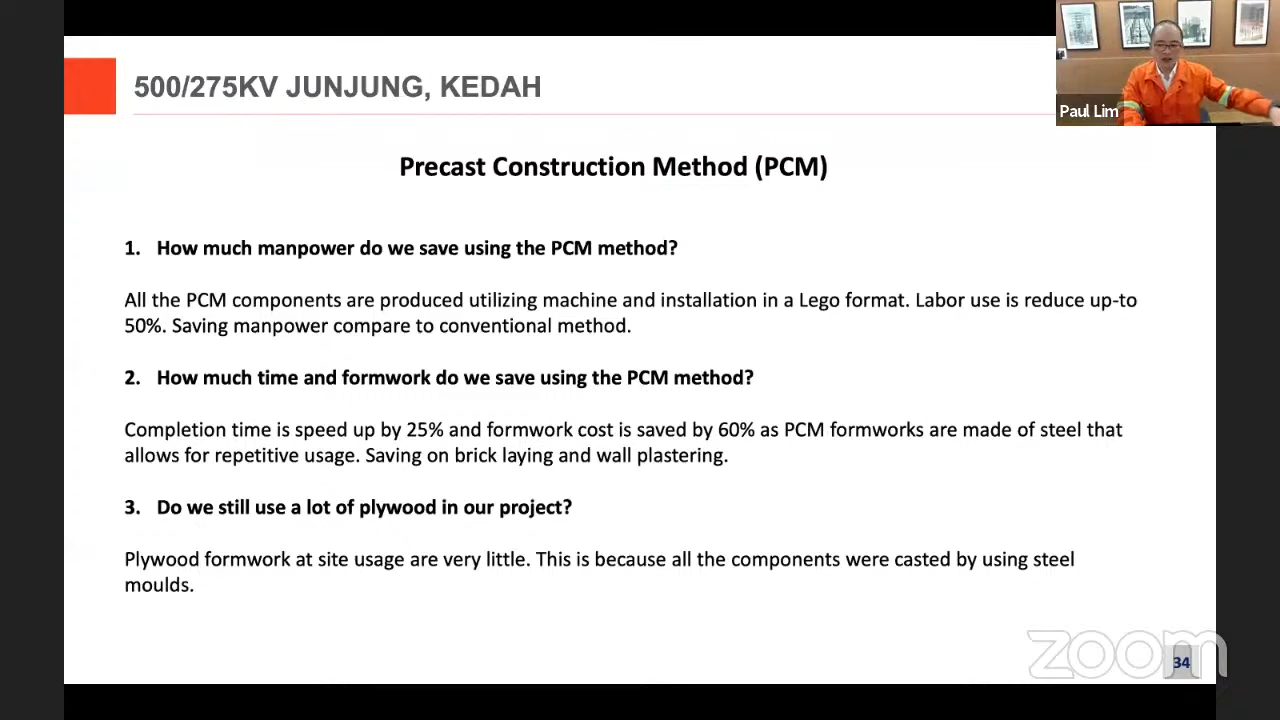 500/275KV JUNJUNG, KEDAH
Paul Lim
Precast Construction Method (PCM)
1. How much manpower do we save using the PCM method?
All the PCM components are produced utilizing machine and installation in a Lego format. Labor use is reduce up-to
50%. Saving manpower compare to conventional method.
2. How much time and formwork do we save using the PCM method?
Completion time is speed up by 25% and formwork cost is saved by 60% as PCM formworks are made of steel that
allows for repetitive usage. Saving on brick laying and wall plastering.
3. Do we still use a lot of plywood in our project?
Plywood formwork at site usage are very little. This is because all the components were casted by using steel
moulds.
zoom
34